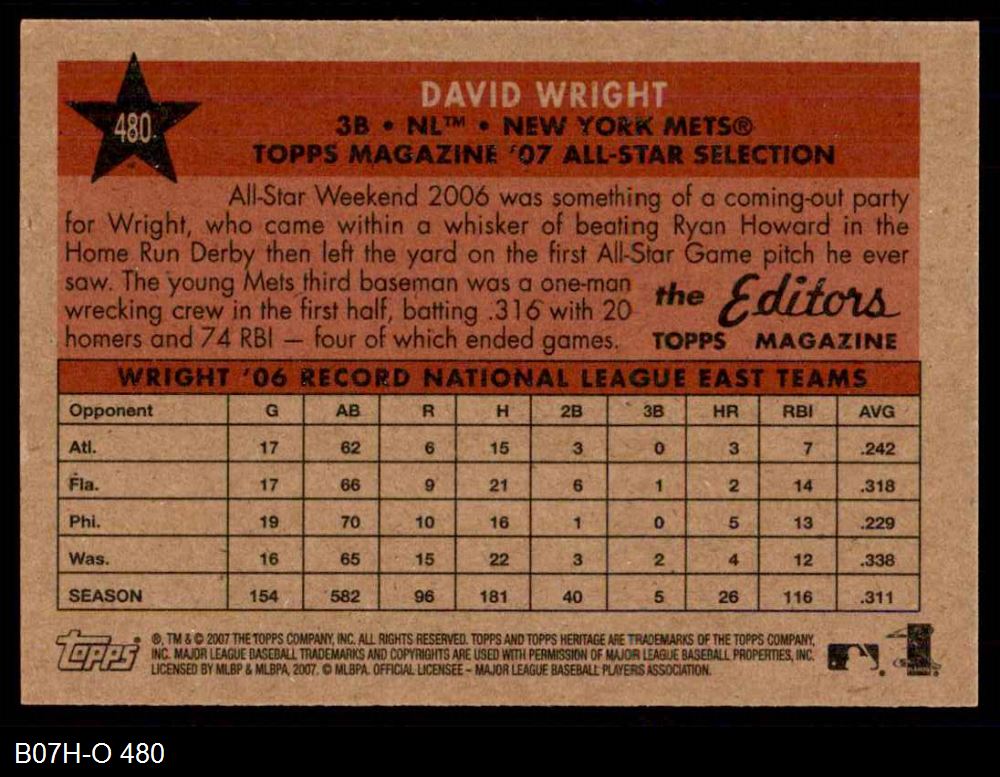 480
DAVID WRIGHT
3B • NL™ • NEW YORK METS®
TOPPS MAGAZINE '07 ALL-STAR SELECTION
All-Star Weekend 2006 was something of a coming-out party
for Wright, who came within a whisker of beating Ryan Howard in the
Home Run Derby then left the yard on the first All-Star Game pitch he ever
saw. The young Mets third baseman was a one-man
wrecking crew in the first half, batting .316 with 20
homers and 74 RBI — four of which ended games.
the Editors
TOPPS MAGAZINE
WRIGHT '06 RECORD NATIONAL LEAGUE EAST TEAMS
Opponent G AB R H 2B 3B HR RBI AVG
Atl. 17 62 6 15 3 0 3 7 .242
Fla. 17 66 9 21 6 1 2 14 .318
Phi. 19 70 10 16 1 0 5 13 .229
Was. 16 65 15 22 3 2 4 12 .338
SEASON 154 582 96 181 40 5 26 116 .311
Topps
®, TM & © 2007 THE TOPPS COMPANY, INC. ALL RIGHTS RESERVED. TOPPS AND TOPPS HERITAGE ARE TRADEMARKS OF THE TOPPS COMPANY,
INC. MAJOR LEAGUE BASEBALL TRADEMARKS AND COPYRIGHTS ARE USED WITH PERMISSION OF MAJOR LEAGUE BASEBALL PROPERTIES, INC.
LICENSED BY MLBP & MLBPA, 2007. © MLBPA. OFFICIAL LICENSEE – MAJOR LEAGUE BASEBALL PLAYERS ASSOCIATION.
B07H-O 480